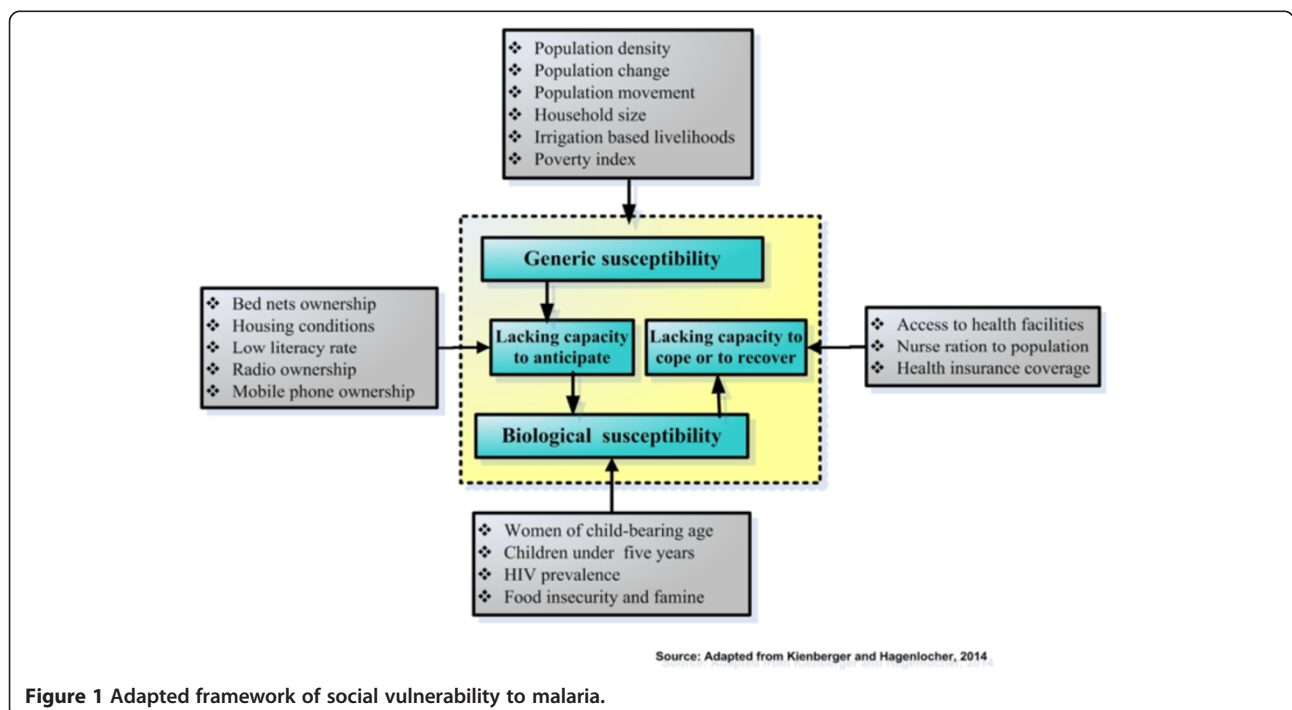 ❖ Population density
❖ Population change
❖ Population movement
❖ Household size
❖ Irrigation based livelihoods
❖ Poverty index
Generic susceptibility
❖ Bed nets ownership
❖ Housing conditions
❖ Low literacy rate
❖ Radio ownership
❖ Mobile phone ownership
Lacking capacity
to anticipate
Lacking capacity to
cope or to recover
❖ Access to health facilities
❖ Nurse ration to population
❖ Health insurance coverage
Biological susceptibility
❖ Women of child-bearing age
❖ Children under five years
❖ HIV prevalence
❖ Food insecurity and famine
Source: Adapted from Kienberger and Hagenlocher, 2014
Figure 1 Adapted framework of social vulnerability to malaria.